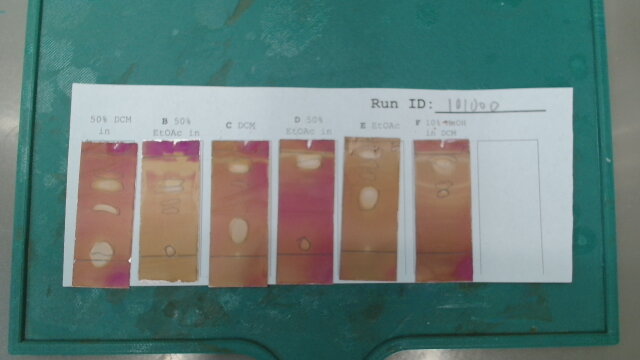 Run ID: 101000
50% DCM
in
B 50%
EtOAc in
C DCM
D 50%
EtOAc in
E EtOAc
F 10% MeOH
in DCM